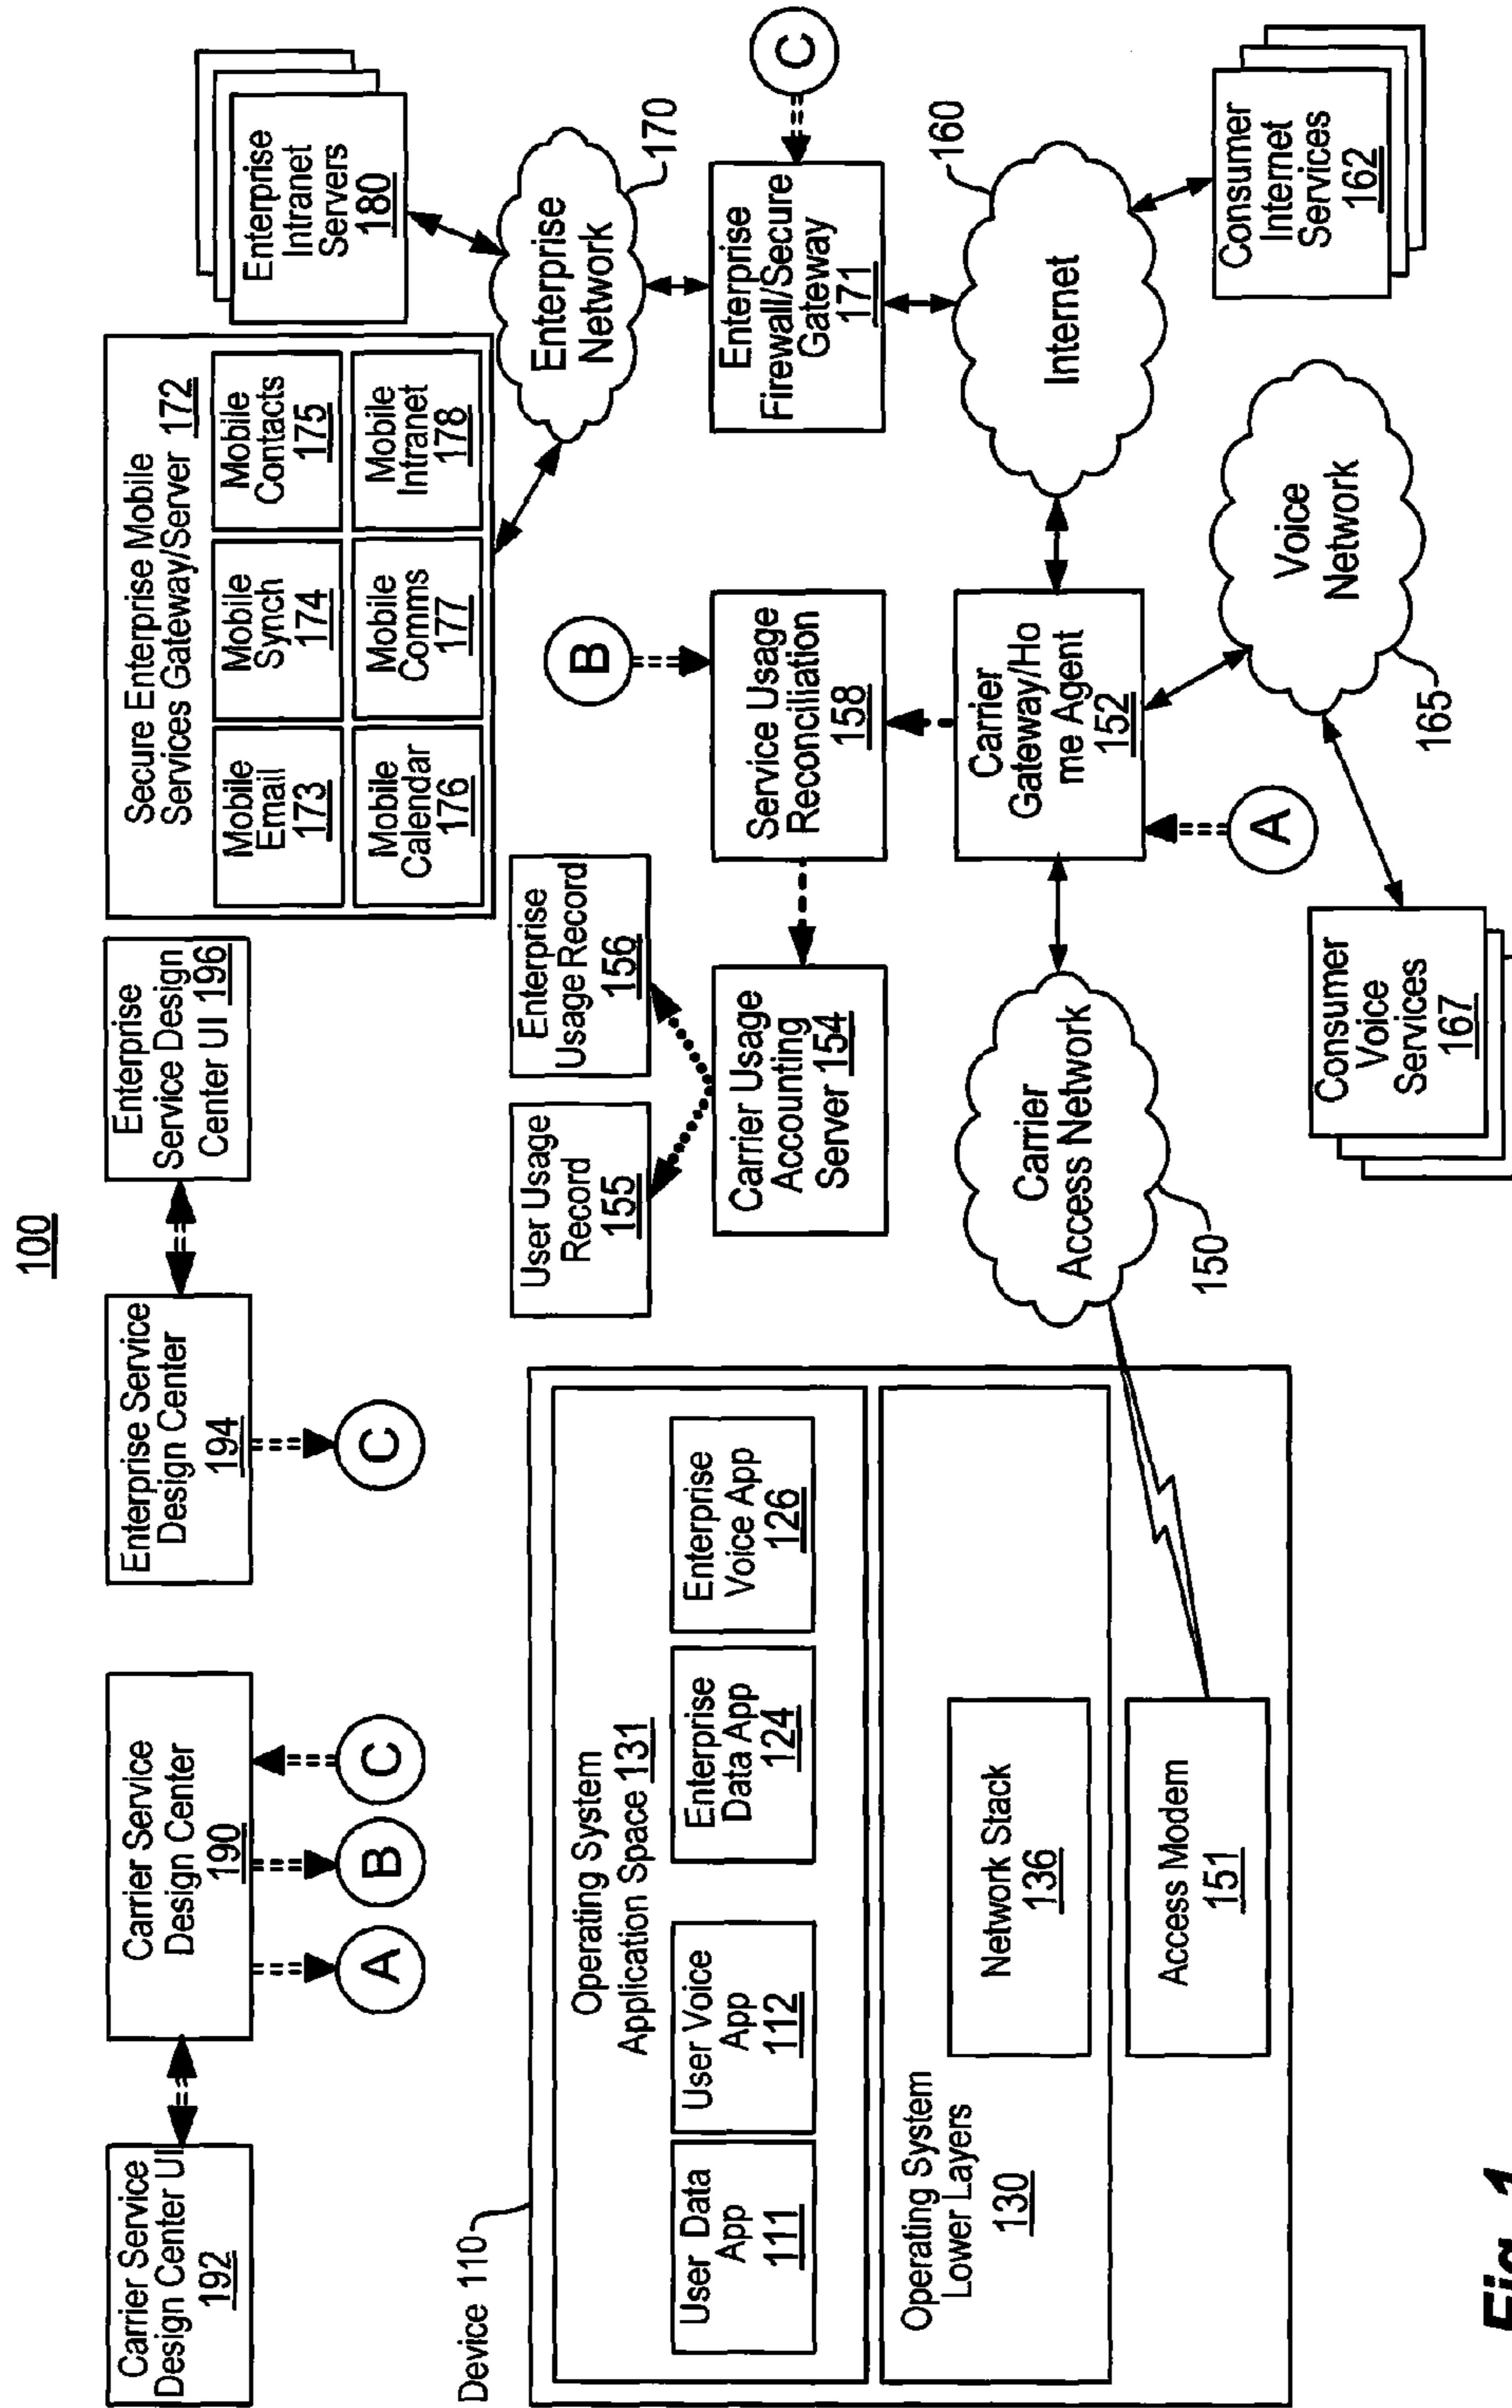 100
Carrier Service
Design Center UI
192
Carrier Service
Design Center
190
A
B
C
Enterprise Service
Design Center
194
C
Enterprise
Service Design
Center UI 196
Secure Enterprise Mobile
Services Gateway/Server 172
Mobile
Email
173
Mobile
Synch
174
Mobile
Contacts
175
Mobile
Calendar
176
Mobile
Comms
177
Mobile
Intranet
178
Enterprise
Intranet
Servers
180
Device 110
Operating System
Application Space 131
User Data
App
111
User Voice
App
112
Enterprise
Data App
124
Enterprise
Voice App
126
Operating System
Lower Layers
130
Network Stack
136
Access Modem
151
User Usage
Record
155
Enterprise
Usage Record
156
Carrier Usage
Accounting
Server 154
B
Service Usage
Reconciliation
158
Enterprise
Network
170
Enterprise
Firewall/Secure
Gateway
171
C
Carrier
Access Network
150
Carrier
Gateway/Ho
me Agent
152
A
Internet
160
Consumer
Internet
Services
162
Voice
Network
165
Consumer
Voice
Services
167
Fig. 1